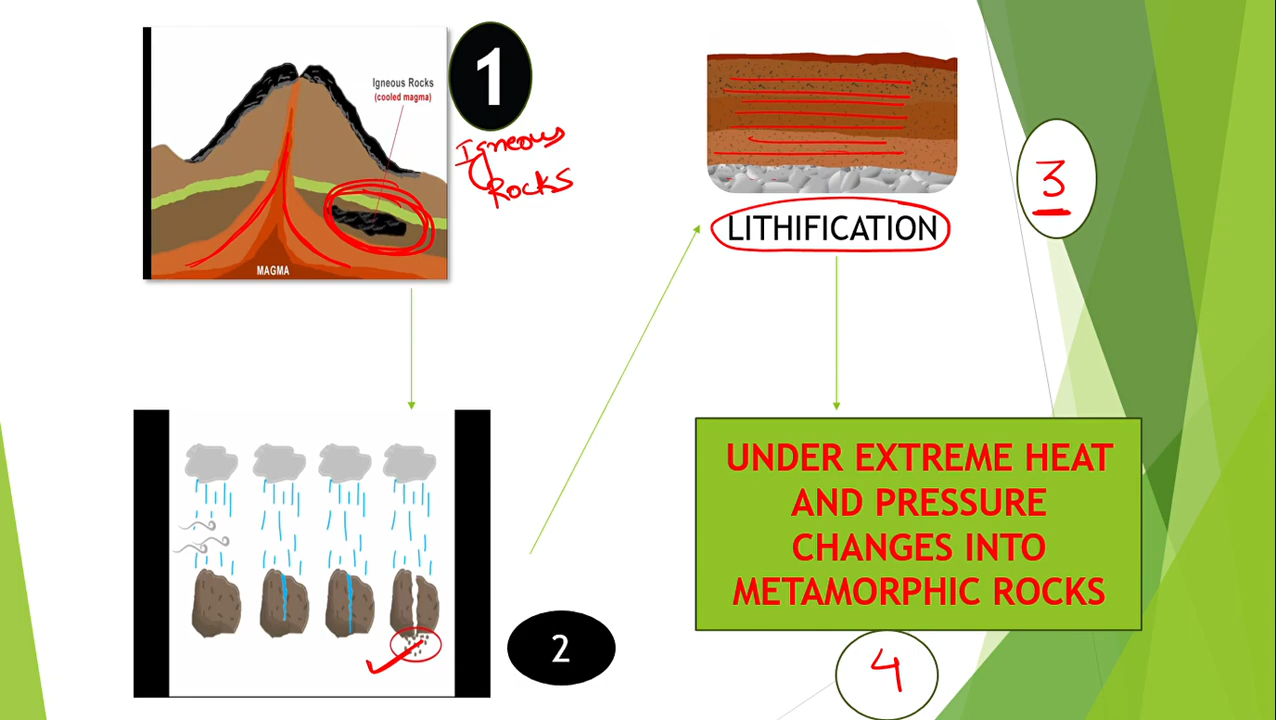 Igneous Rocks
(cooled magma)
MAGMA
1
Igneous
Rocks
2
LITHIFICATION
3
UNDER EXTREME HEAT
AND PRESSURE
CHANGES INTO
METAMORPHIC ROCKS
4